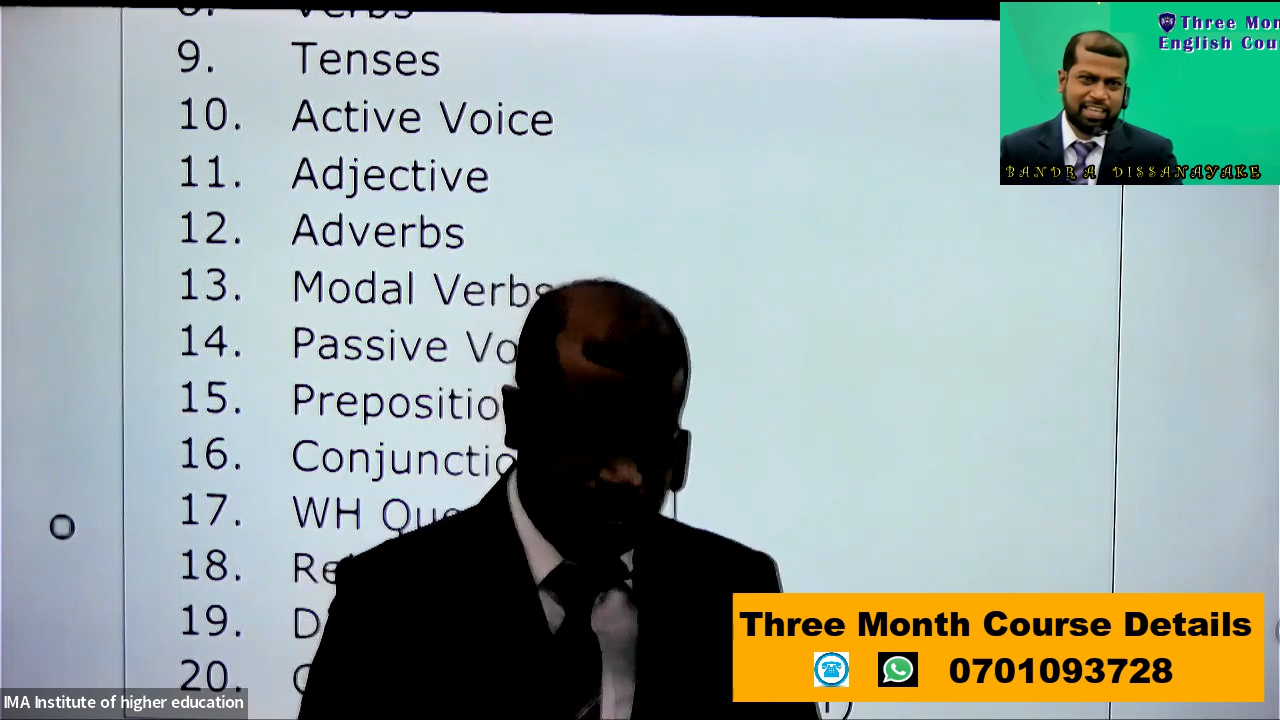 8. Verbs
9. Tenses
10. Active Voice
11. Adjective
12. Adverbs
13. Modal Verbs
14. Passive Vo
15. Prepositio
16. Conjunctio
17. WH Que
18. Re
19. D
20.
Three Mon
English Cou
BANDRA DISSANAYAKE
Three Month Course Details
0701093728
IMA Institute of higher education